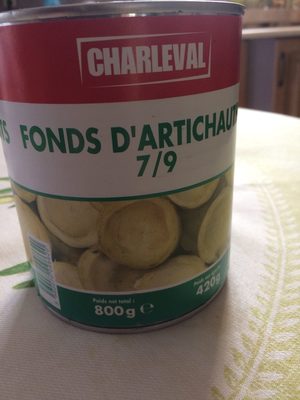 CHARLEVAL
FONDS D'ARTICHAUTS
7/9
Poids net total :
800g e
420g